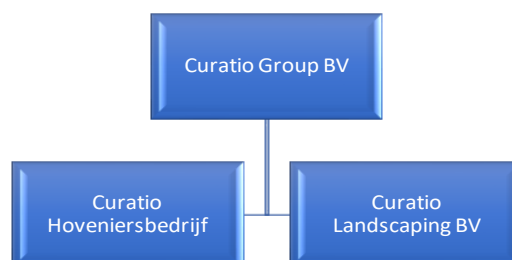 Curatio Group BV
Curatio
Hoveniersbedrijf
Curatio
Landscaping BV